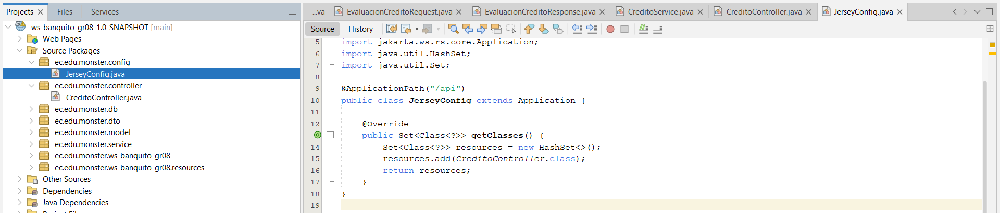 Projects
Files
Services
ws_banquito_gr08-1.0-SNAPSHOT [main]
Web Pages
Source Packages
ec.edu.monster.config
JerseyConfig.java
ec.edu.monster.controller
CreditoController.java
ec.edu.monster.db
ec.edu.monster.dto
ec.edu.monster.model
ec.edu.monster.service
ec.edu.monster.ws_banquito_gr08
ec.edu.monster.ws_banquito_gr08.resources
Other Sources
Dependencies
Java Dependencies
...va EvaluacionCreditoRequest.java EvaluacionCreditoResponse.java CreditoService.java CreditoController.java JerseyConfig.java
Source History
5 import jakarta.ws.rs.core.Application;
6 import java.util.HashSet;
7 import java.util.Set;
8
9 @ApplicationPath("/api")
10 public class JerseyConfig extends Application {
11
12 @Override
public Set<Class<?>> getClasses() {
14 Set<Class<?>> resources = new HashSet<>();
15 resources.add(CreditoController.class);
16 return resources;
17 }
18 }
19